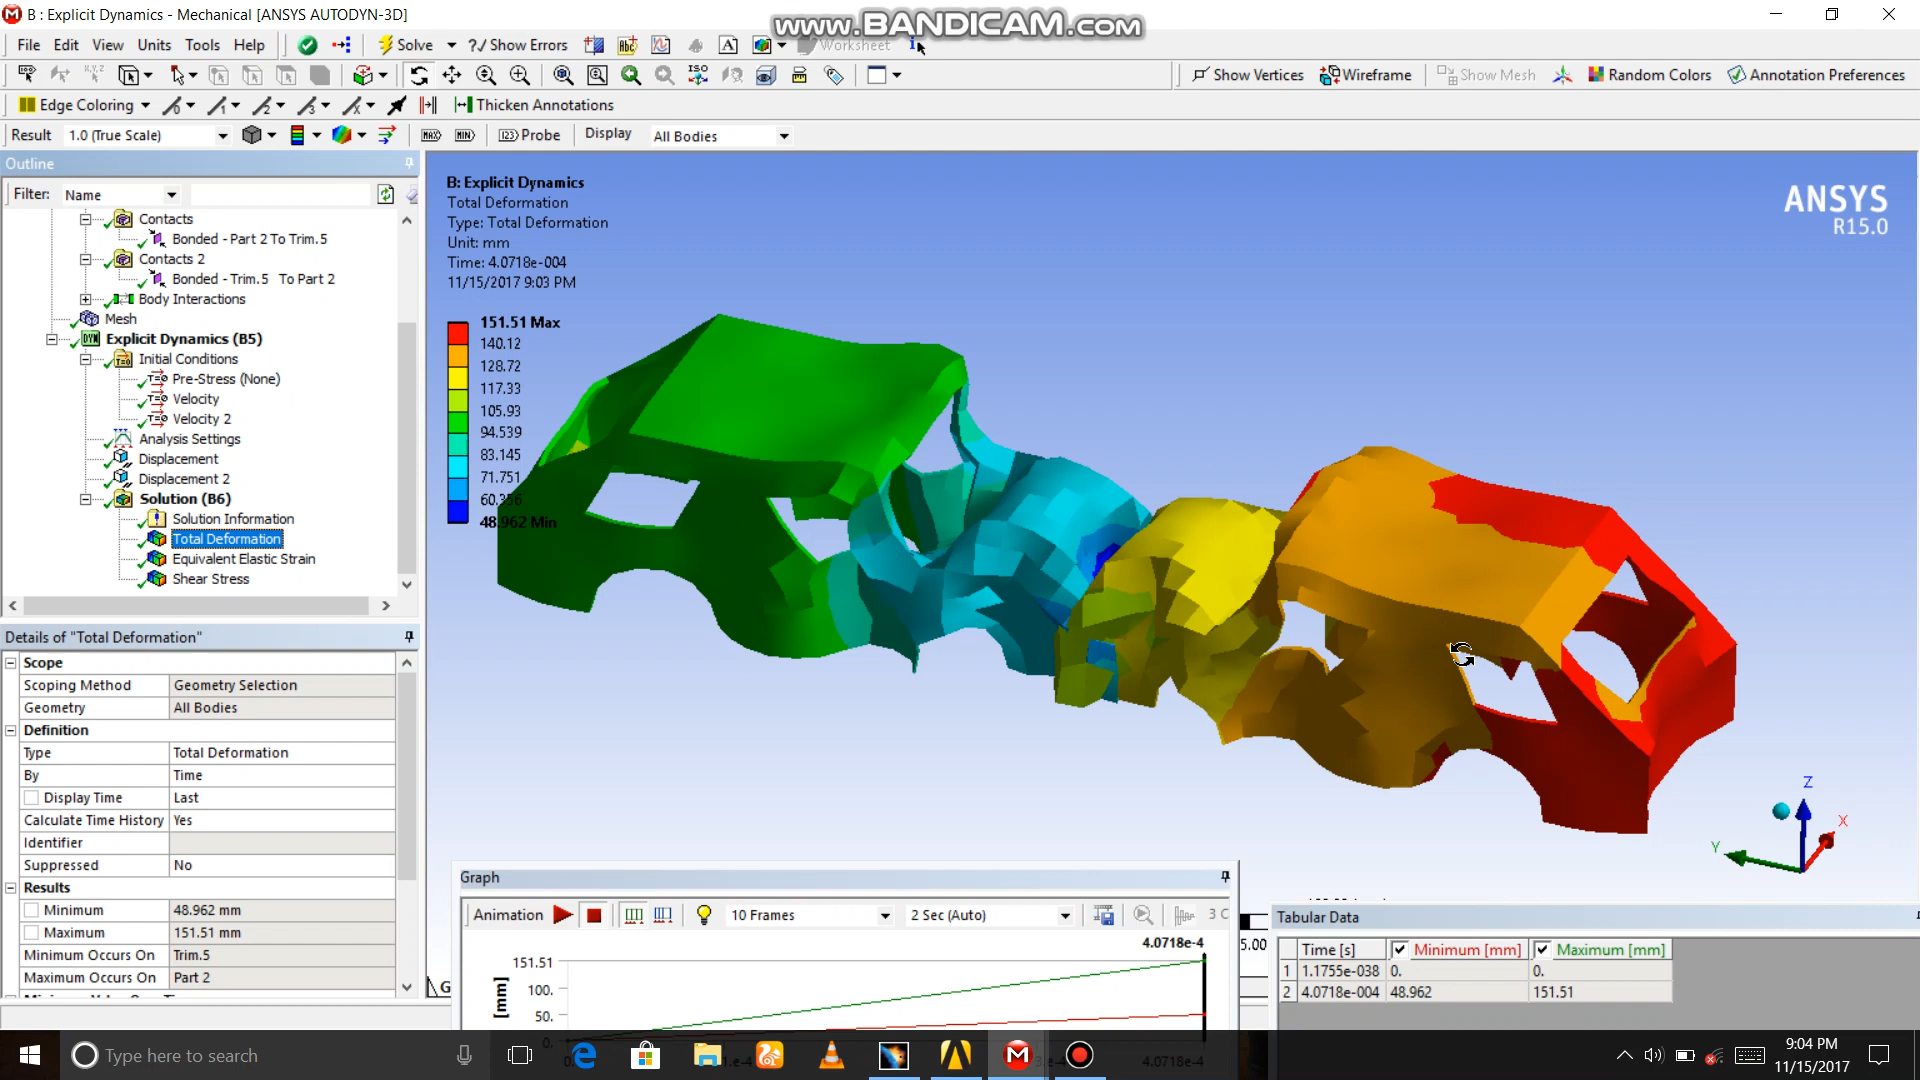 B : Explicit Dynamics - Mechanical [ANSYS AUTODYN-3D]
www.BANDICAM.com
File Edit View Units Tools Help Solve ?/ Show Errors Worksheet
Show Vertices Wireframe Show Mesh Random Colors Annotation Preferences
Edge Coloring Thicken Annotations
Result 1.0 (True Scale) MAX MIN Probe Display All Bodies
Outline
Filter: Name
Contacts
Bonded - Part 2 To Trim.5
Contacts 2
Bonded - Trim.5 To Part 2
Body Interactions
Mesh
Explicit Dynamics (B5)
Initial Conditions
Pre-Stress (None)
Velocity
Velocity 2
Analysis Settings
Displacement
Displacement 2
Solution (B6)
Solution Information
Total Deformation
Equivalent Elastic Strain
Shear Stress
Details of "Total Deformation"
Scope
Scoping Method Geometry Selection
Geometry All Bodies
Definition
Type Total Deformation
By Time
Display Time Last
Calculate Time History Yes
Identifier
Suppressed No
Results
Minimum 48.962 mm
Maximum 151.51 mm
Minimum Occurs On Trim.5
Maximum Occurs On Part 2
B: Explicit Dynamics
Total Deformation
Type: Total Deformation
Unit: mm
Time: 4.0718e-004
11/15/2017 9:03 PM
151.51 Max
140.12
128.72
117.33
105.93
94.539
83.145
71.751
60.356
48.962 Min
ANSYS
R15.0
Z
X
Y
Graph
Animation 10 Frames 2 Sec (Auto) 3 C
4.0718e-4
151.51
100.
50.
0.
[mm]
4.0718e-4
5.00
Tabular Data
Time [s] Minimum [mm] Maximum [mm]
1 1.1755e-038 0. 0.
2 4.0718e-004 48.962 151.51
Type here to search
9:04 PM
11/15/2017